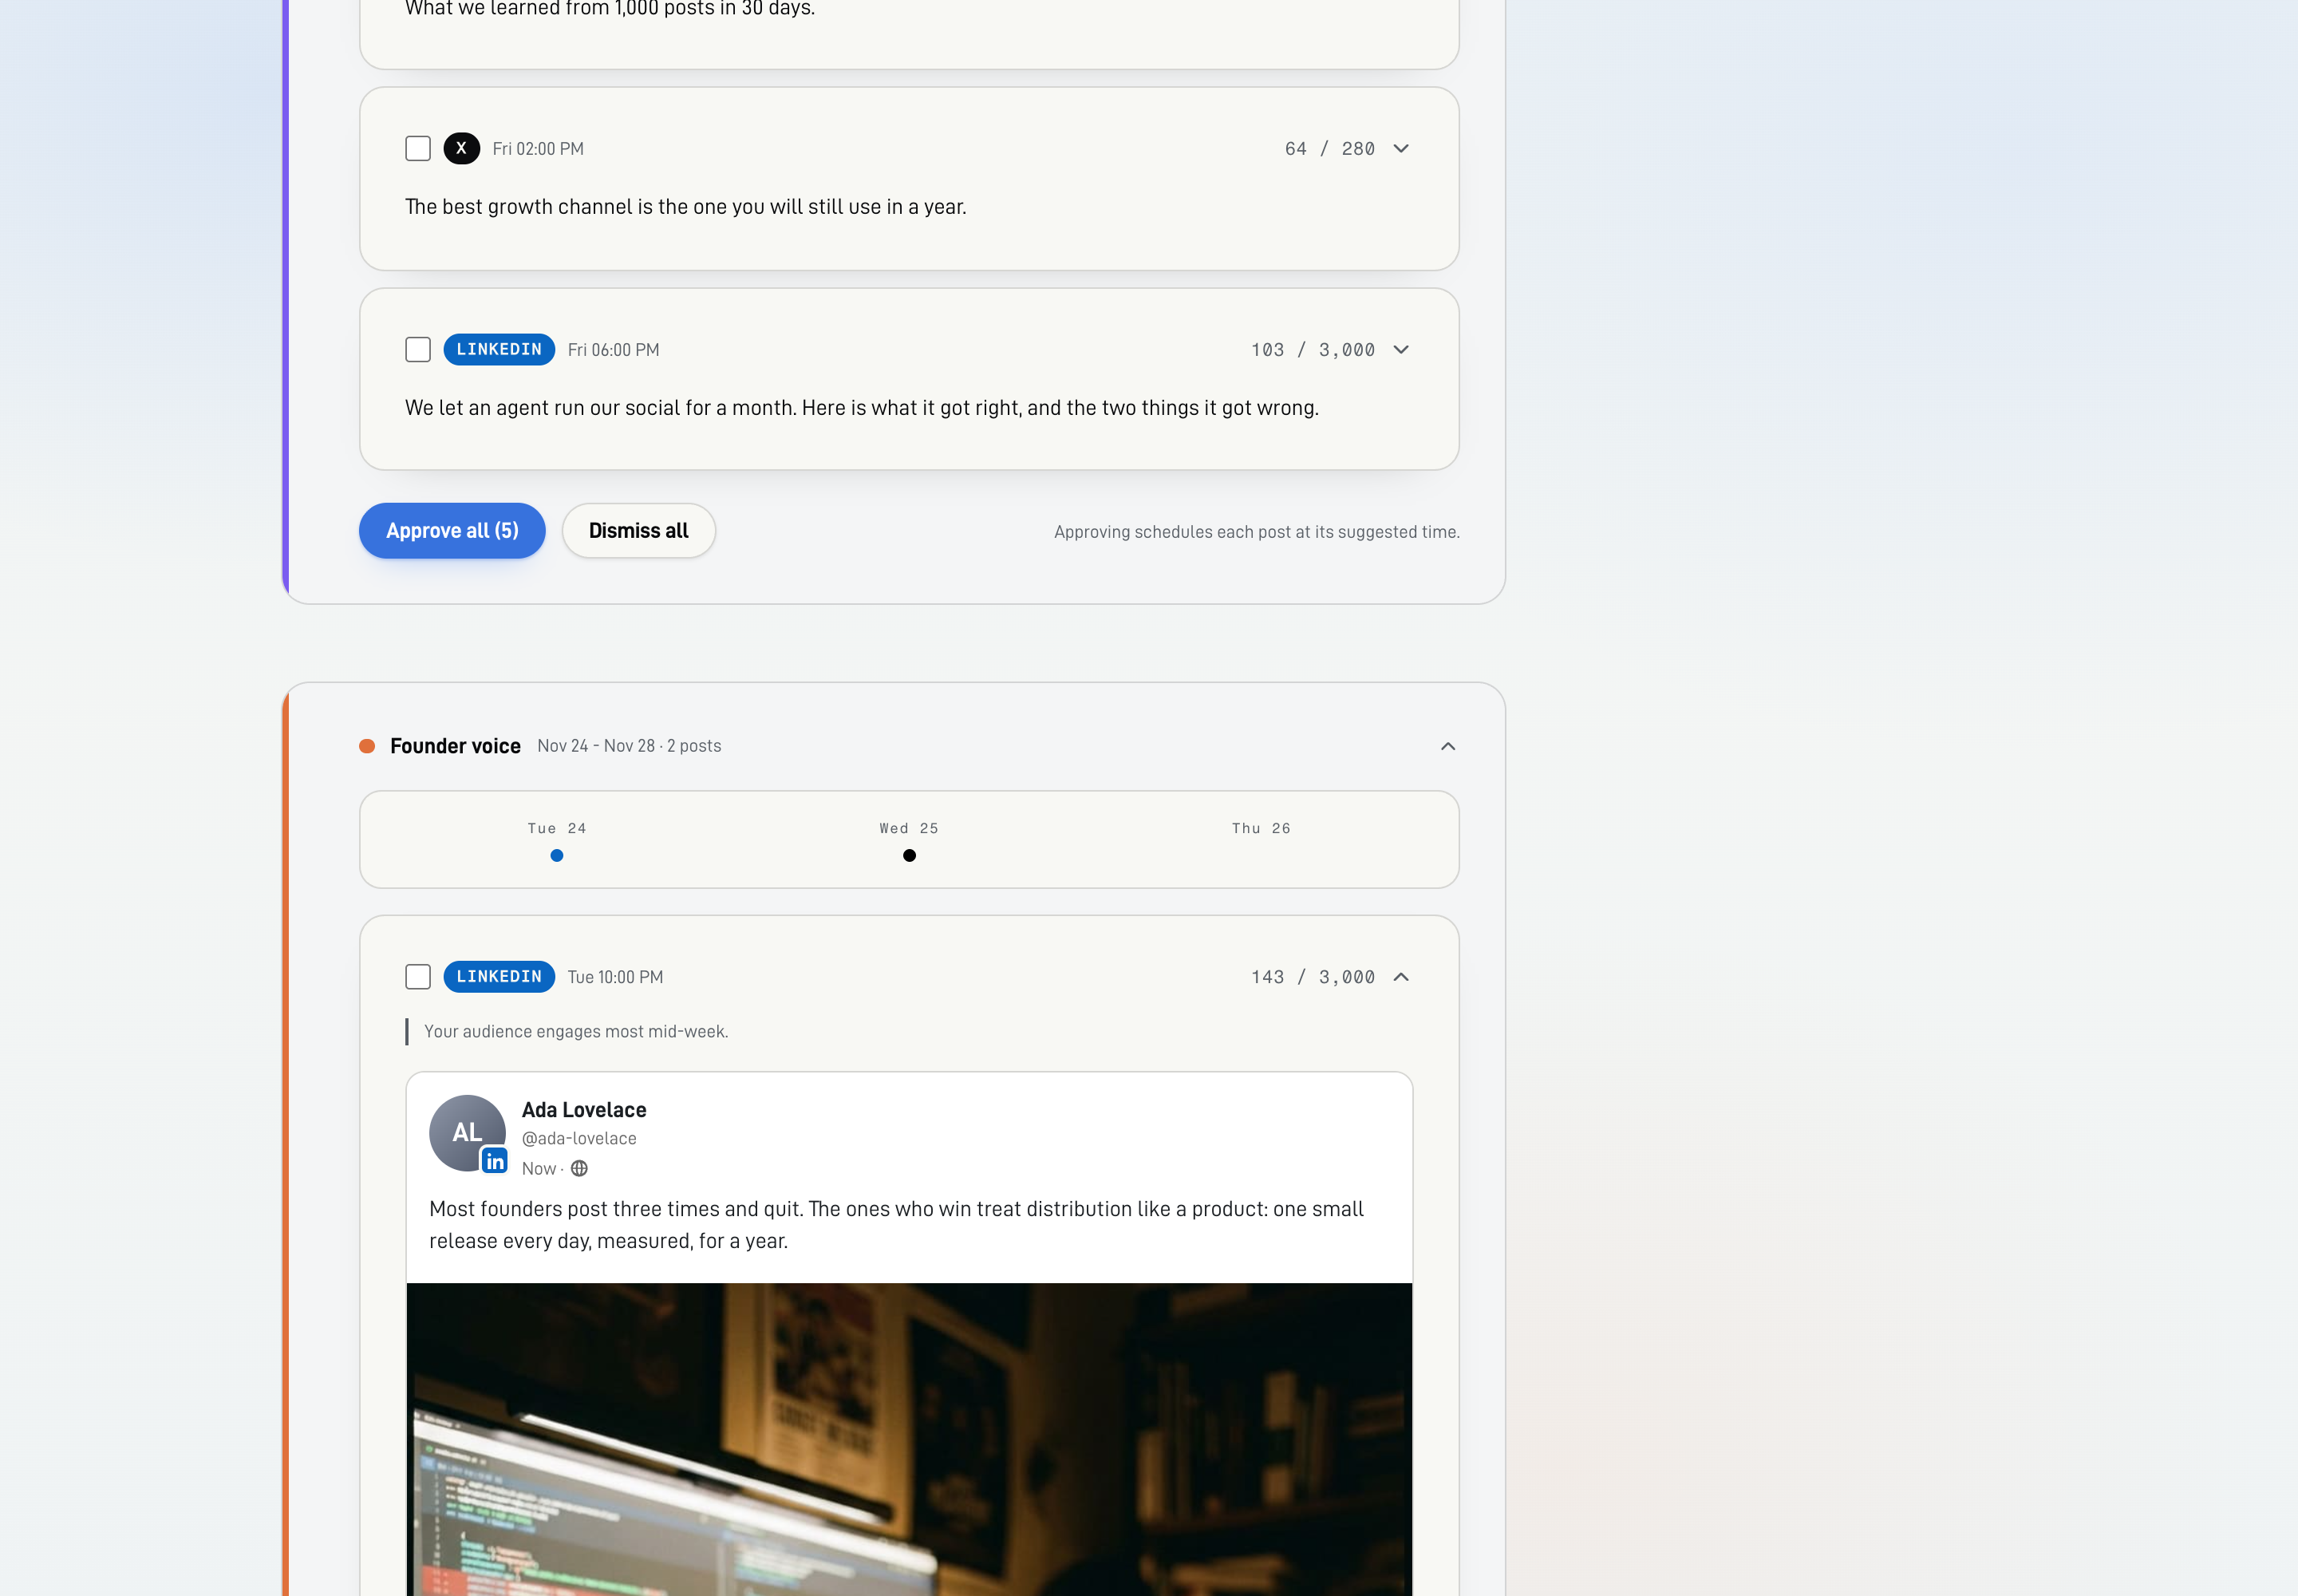 What we learned from 1,000 posts in 30 days.
X Fri 02:00 PM 64 / 280
The best growth channel is the one you will still use in a year.
LINKEDIN Fri 06:00 PM 103 / 3,000
We let an agent run our social for a month. Here is what it got right, and the two things it got wrong.
Approve all (5) Dismiss all Approving schedules each post at its suggested time.
Founder voice Nov 24 - Nov 28 · 2 posts
Tue 24 Wed 25 Thu 26
LINKEDIN Tue 10:00 PM 143 / 3,000
Your audience engages most mid-week.
AL
in
Ada Lovelace
@ada-lovelace
Now ·
Most founders post three times and quit. The ones who win treat distribution like a product: one small
release every day, measured, for a year.